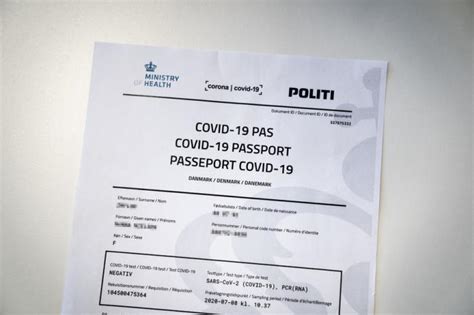 MINISTRY
OF HEALTH
corona | covid-19
POLITI
Dokument ID / Document ID / ID de document
COVID-19 PAS
COVID-19 PASSPORT
PASSEPORT COVID-19
DANMARK / DENMARK / DANEMARK
Efternavn / Surname / Nom
Fødselsdato / Date of birth / Date de naissance
Fornavne / Given names / Prénoms
Personnummer / Personal code number / Numéro d'identité
Køn / Sex / Sexe
F
COVID-19 test / COVID-19 test / Test COVID-19
NEGATIV
Testtype / Test type / Type de test
SARS-CoV-2 (COVID-19), PCR(RNA)
Rekvisitionsnummer / Requisition / Requisition
104500475364
Prøvetagningstidspunkt / Sampling period / Période d'échantillonnage
2020-07-08 kl. 10.37